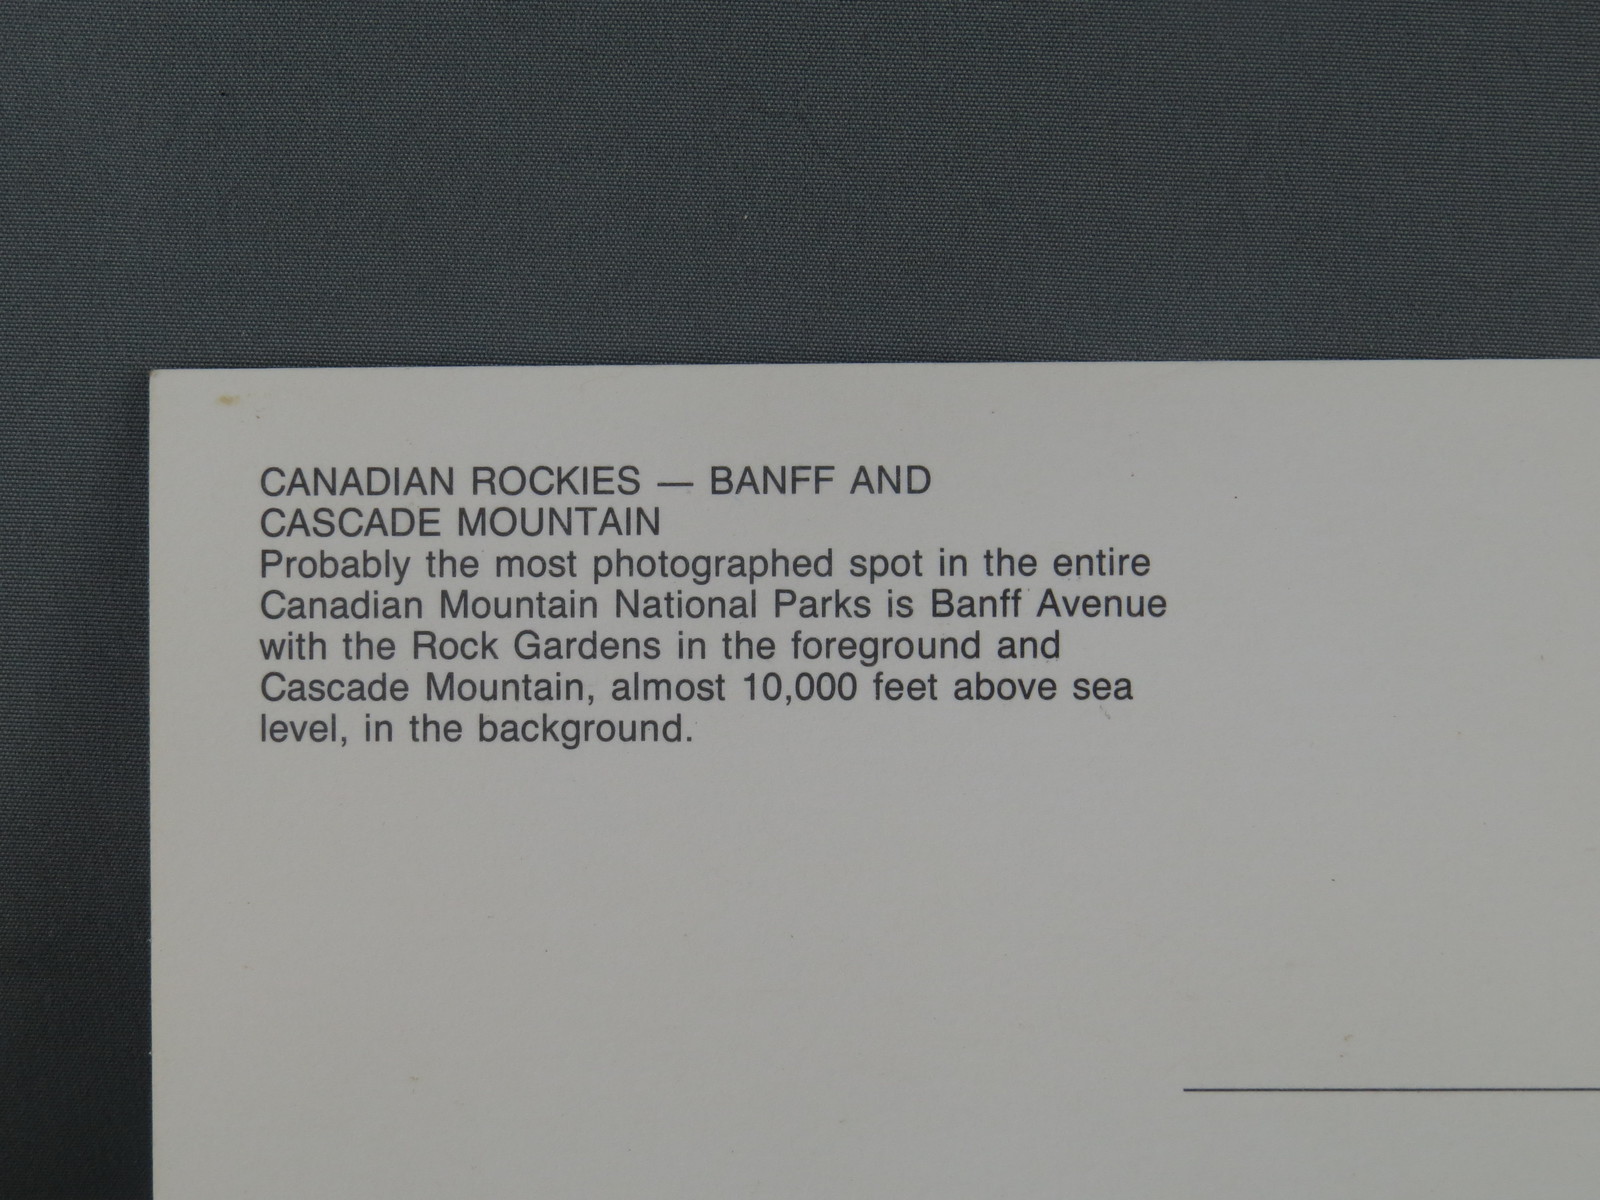 CANADIAN ROCKIES — BANFF AND
CASCADE MOUNTAIN
Probably the most photographed spot in the entire
Canadian Mountain National Parks is Banff Avenue
with the Rock Gardens in the foreground and
Cascade Mountain, almost 10,000 feet above sea
level, in the background.